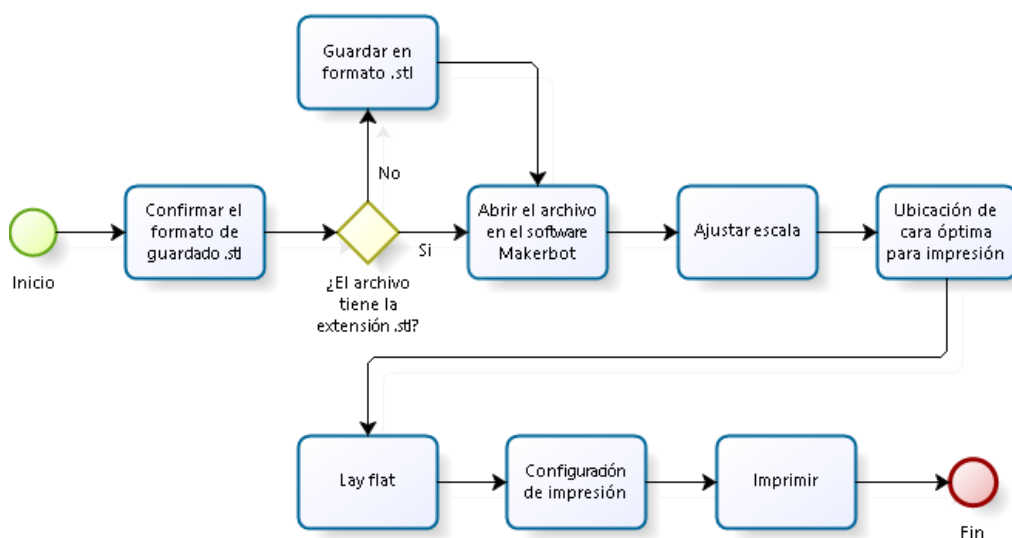 Guardar en
formato .stl
No
Confirmar el
formato de
guardado .stl
Si
Abrir el archivo
en el software
Makerbot
Ajustar escala
Ubicación de
cara óptima
para impresión
Inicio
¿El archivo
tiene la
extensión .stl?
Lay flat
Configuración
de impresión
Imprimir
Fin